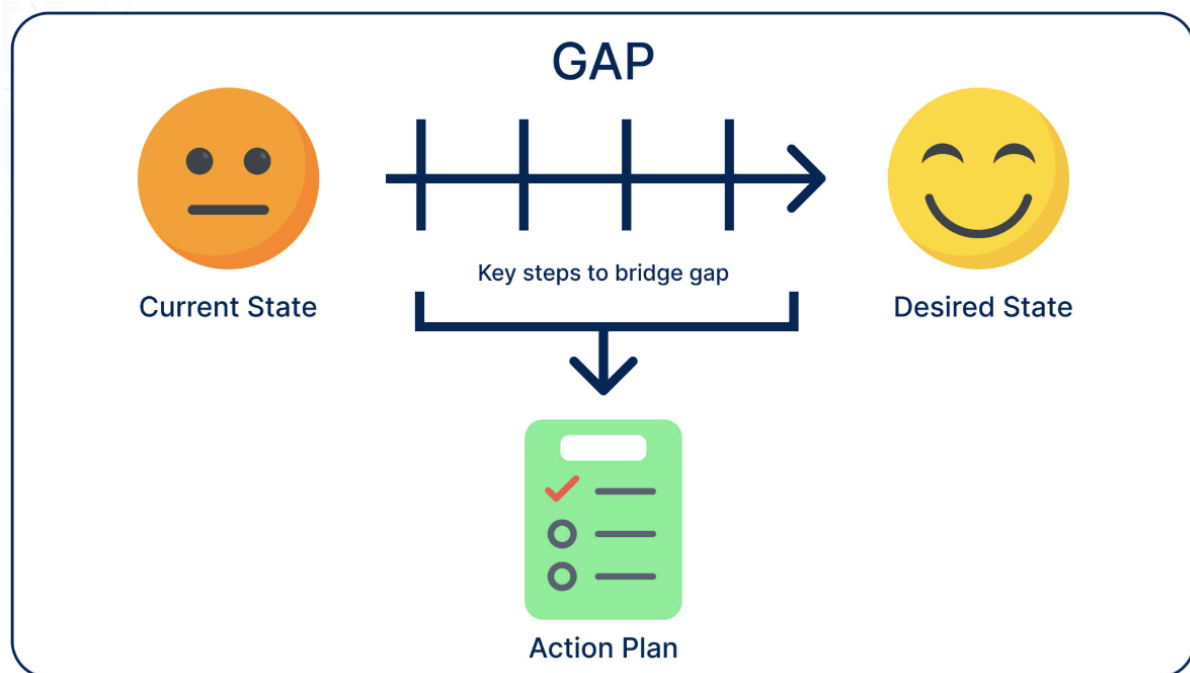 GAP
Key steps to bridge gap
Current State
Desired State
Action Plan